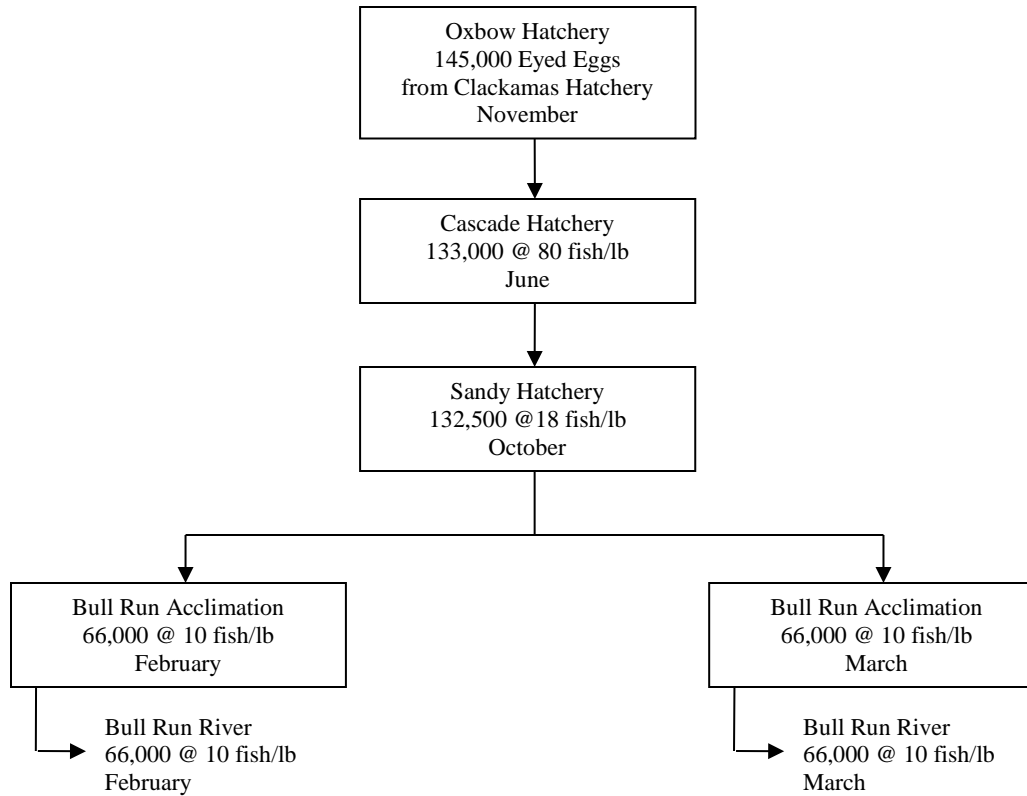 Oxbow Hatchery
145,000 Eyed Eggs
from Clackamas Hatchery
November
Cascade Hatchery
133,000 @ 80 fish/lb
June
Sandy Hatchery
132,500 @18 fish/lb
October
Bull Run Acclimation
66,000 @ 10 fish/lb
February
Bull Run River
66,000 @ 10 fish/lb
February
Bull Run Acclimation
66,000 @ 10 fish/lb
March
Bull Run River
66,000 @ 10 fish/lb
March